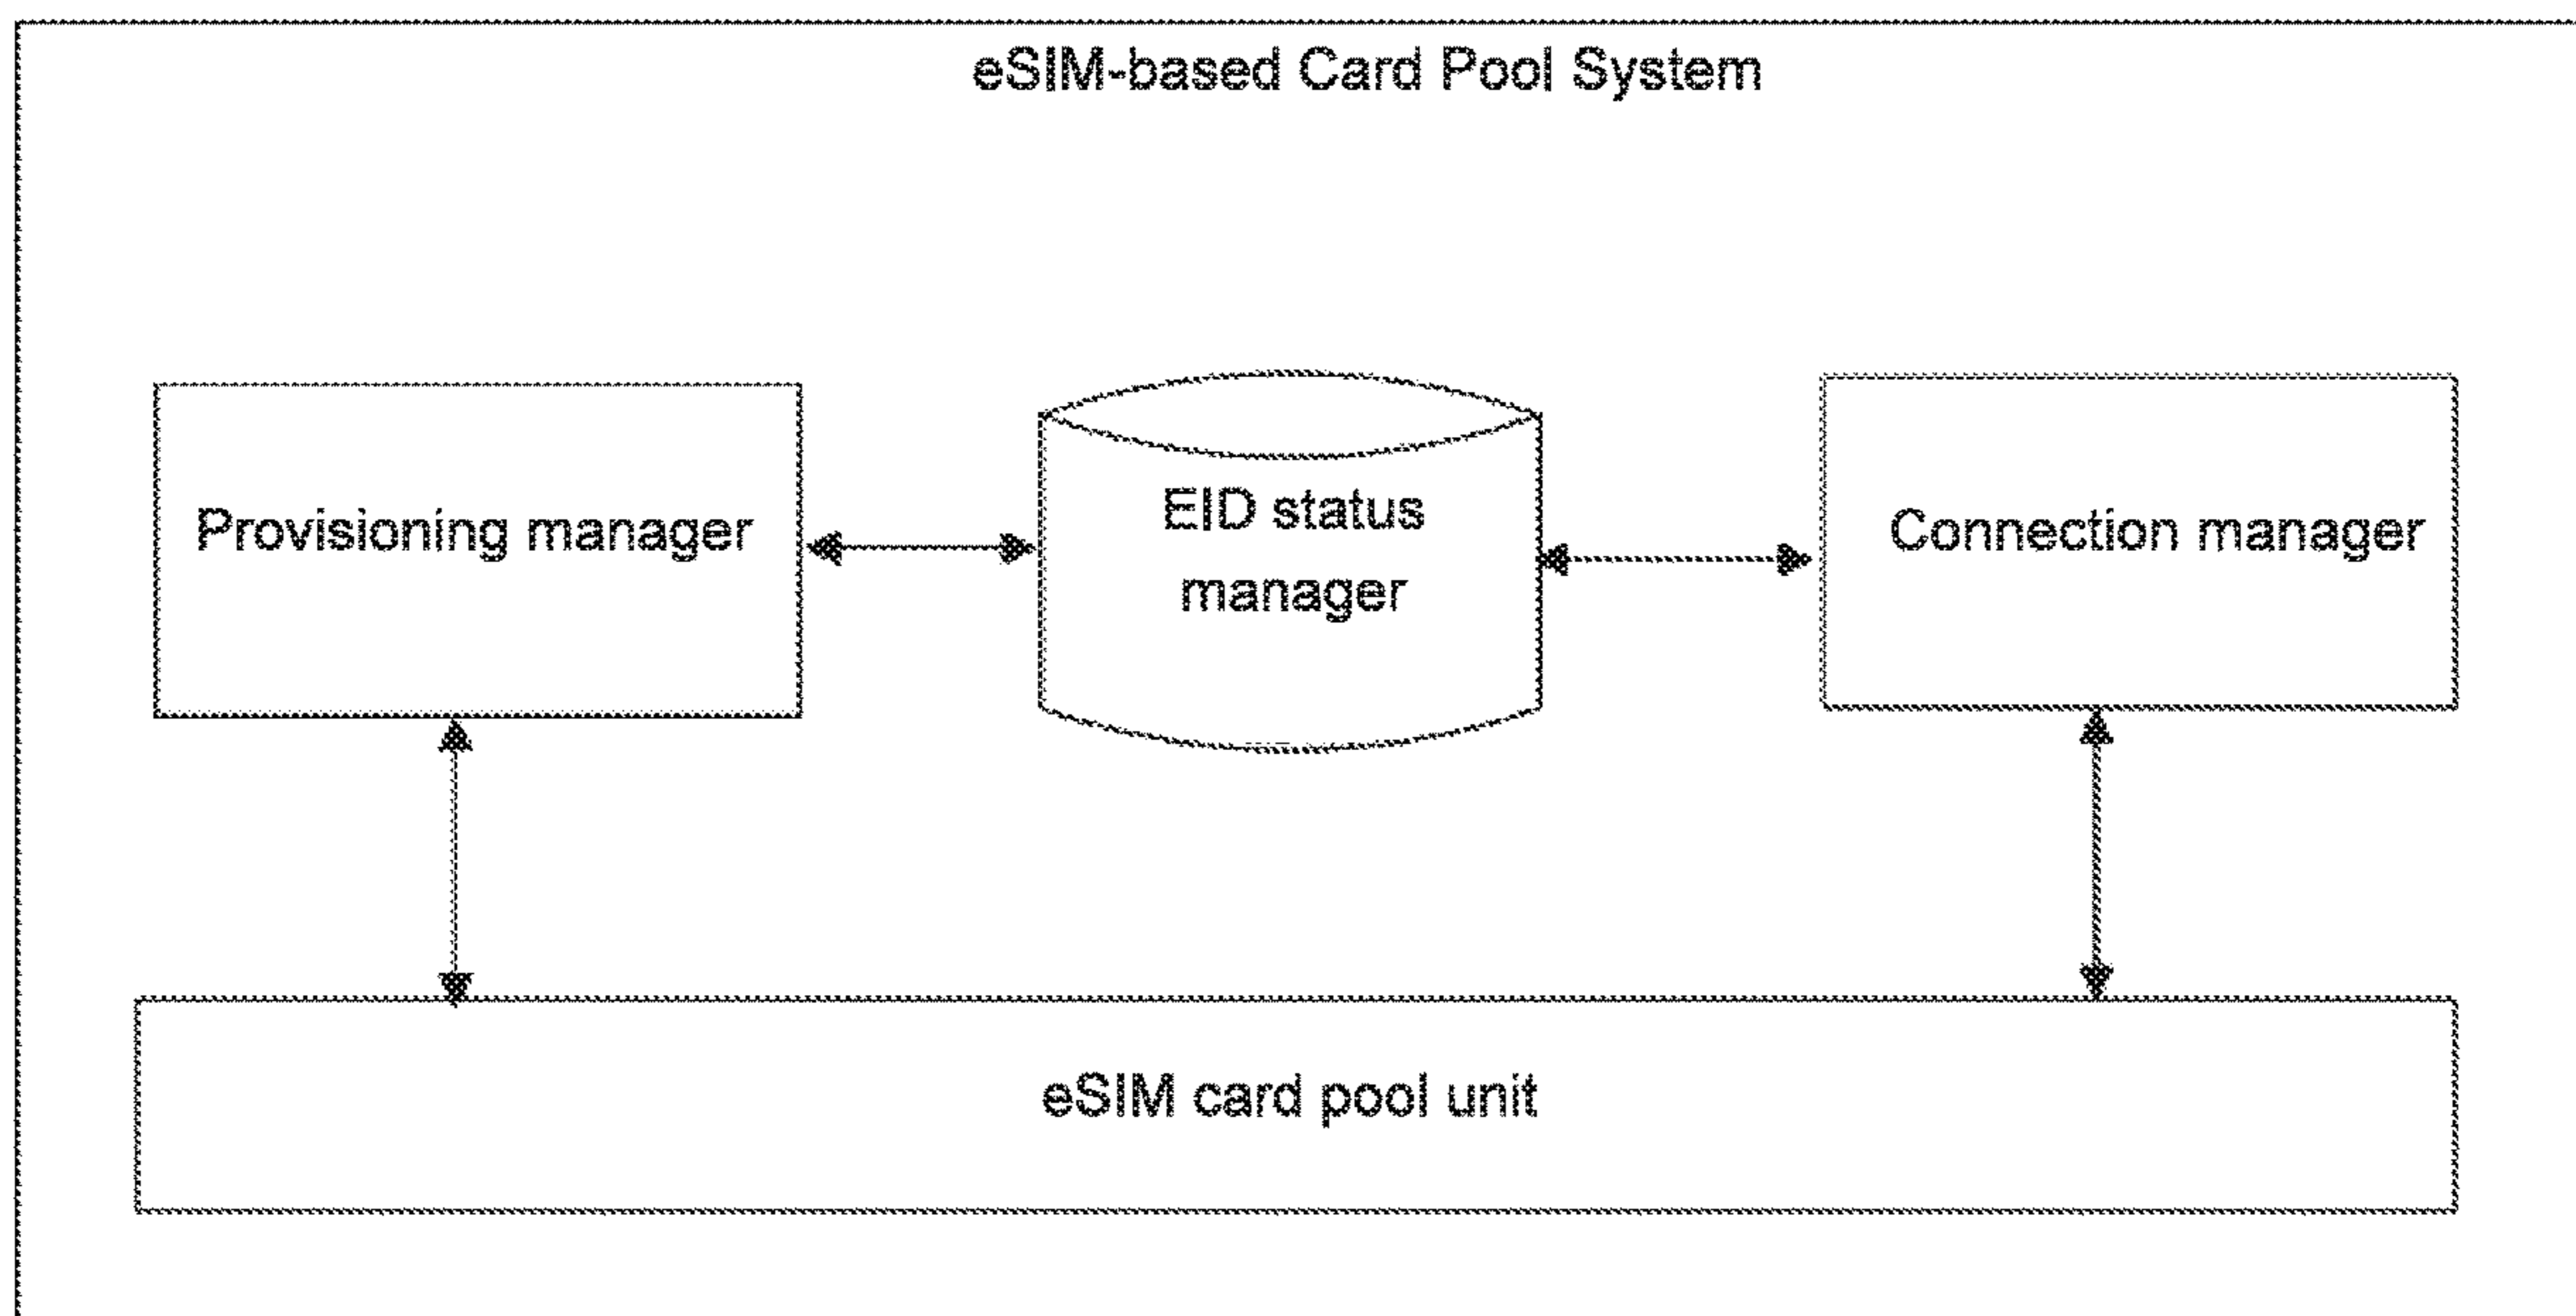 eSIM-based Card Pool System
Provisioning manager
EID status
manager
Connection manager
eSIM card pool unit